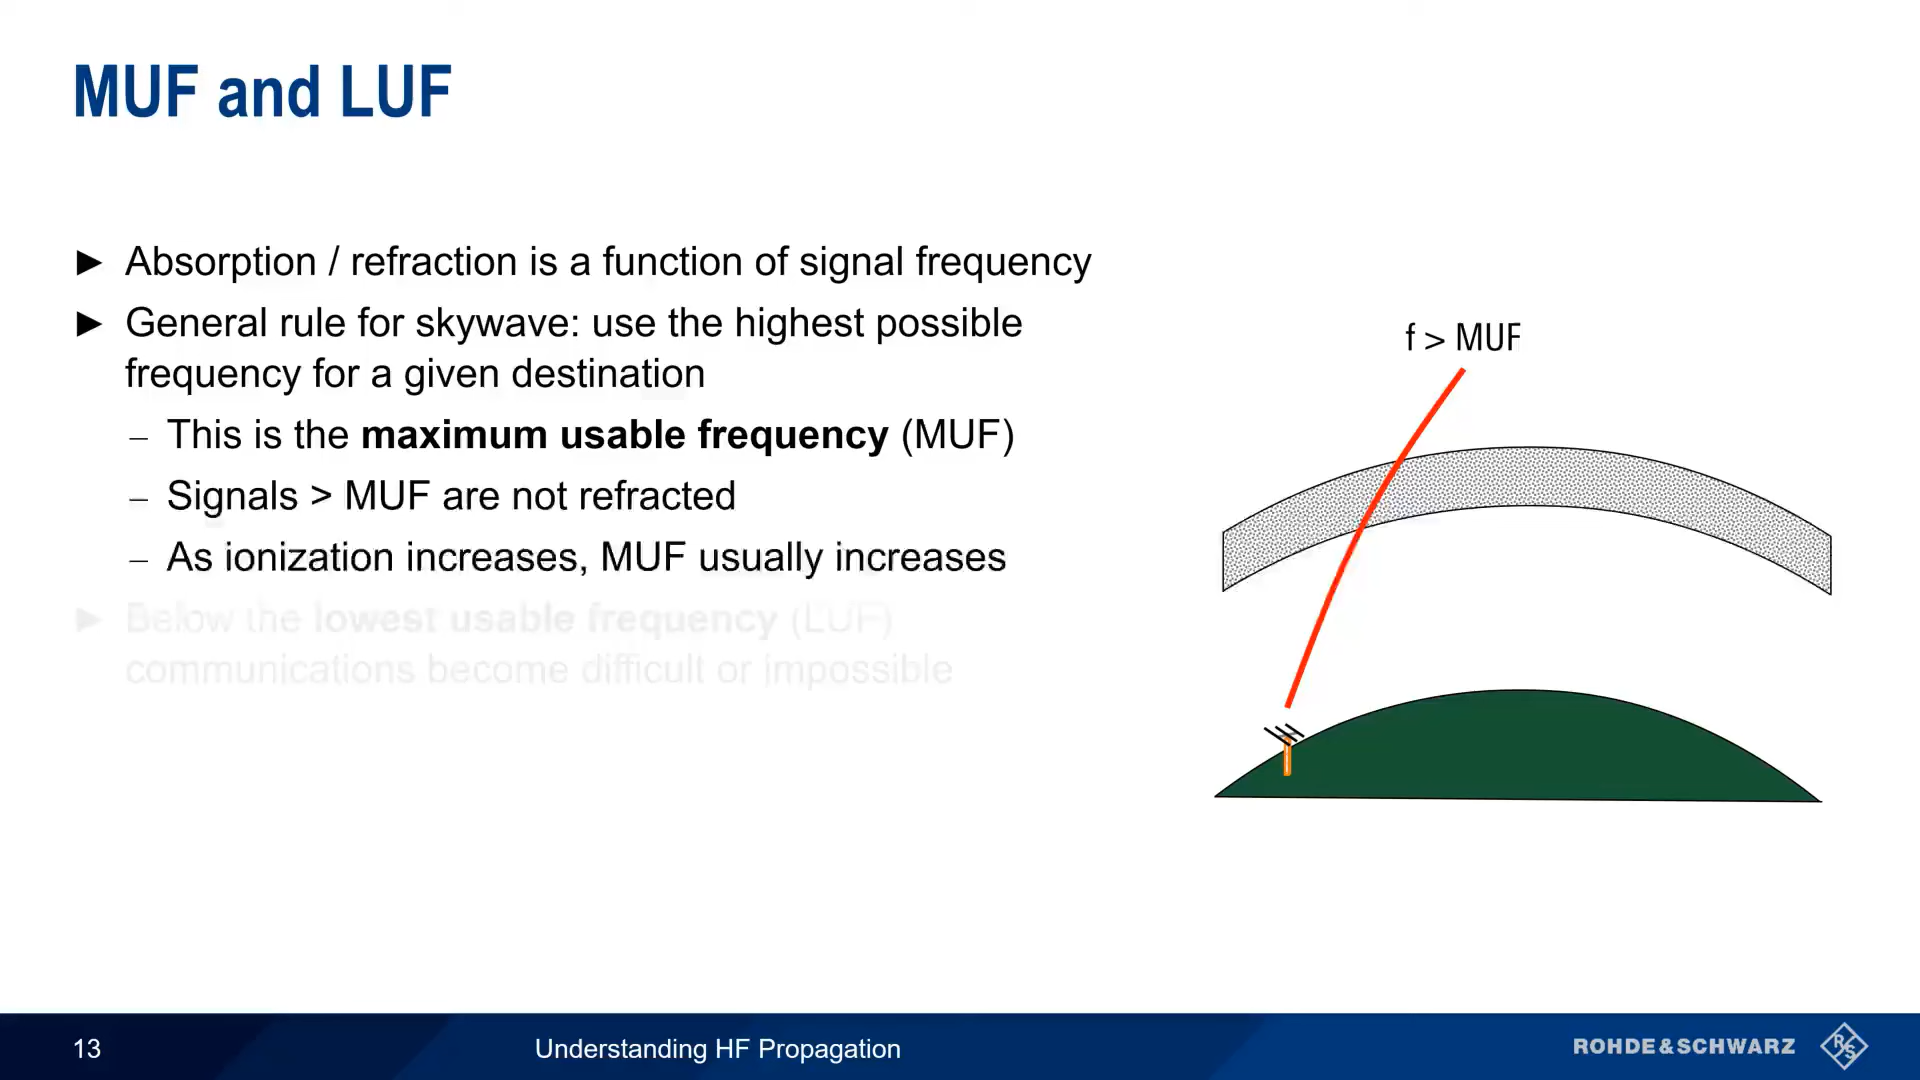 MUF and LUF
► Absorption / refraction is a function of signal frequency
► General rule for skywave: use the highest possible
frequency for a given destination
– This is the maximum usable frequency (MUF)
– Signals > MUF are not refracted
– As ionization increases, MUF usually increases
► Below the lowest usable frequency (LUF)
communications become difficult or impossible
f > MUF
13
Understanding HF Propagation
ROHDE & SCHWARZ
R S